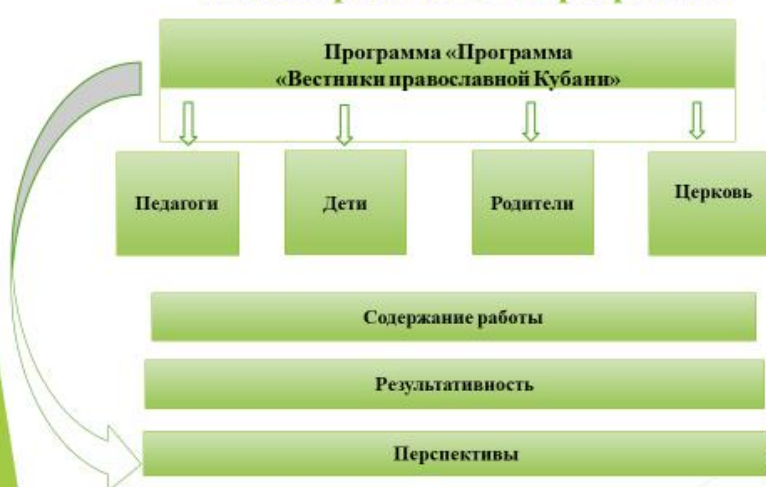 Программа «Программа
«Вестники православной Кубани»
Педагоги
Дети
Родители
Церковь
Содержание работы
Результативность
Перспективы